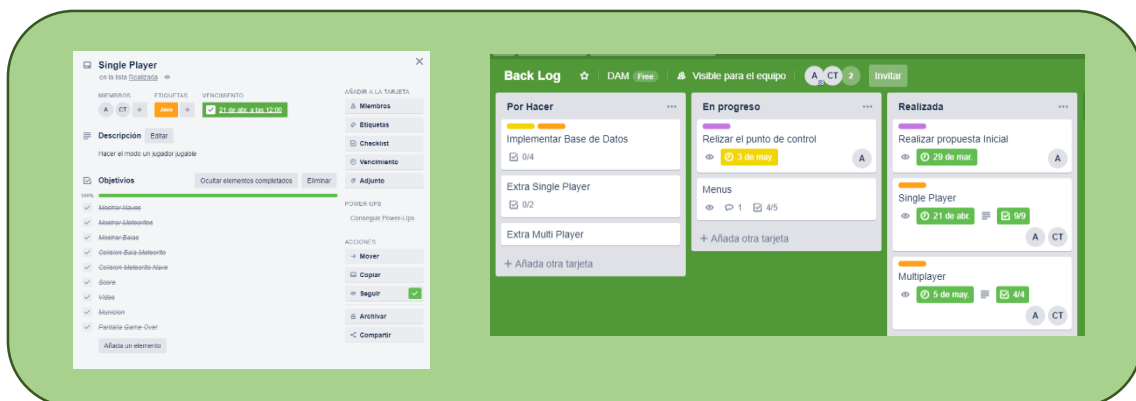 Single Player
en la lista Realizada
MIEMBROS ETIQUETAS VENCIMIENTO
A CT + Java + 21 de abr. a las 12:00
Descripción Editar
Hacer el modo un jugador jugable
Objetivios Ocultar elementos completados Eliminar
100%
Mostrar Naves
Mostrar Meteoritos
Mostrar Balas
Colision Bala Meteorito
Colision Meteorito Nave
Score
Vidas
Municion
Pantalla Game Over
Añada un elemento
AÑADIR A LA TARJETA
Miembros
Etiquetas
Checklist
Vencimiento
Adjunto
POWER-UPS
Consegue Power-Ups
ACCIONES
Mover
Copiar
Seguir
Archivar
Compartir
Back Log DAM Free Visible para el equipo A CT 2 Invitar
Por Hacer
Implementar Base de Datos
0/4
Extra Single Player
0/2
Extra Multi Player
+ Añada otra tarjeta
En progreso
Relizar el punto de control
3 de may. A
Menus
1 4/5
+ Añada otra tarjeta
Realizada
Realizar propuesta Inicial
29 de mar. A
Single Player
21 de abr. 9/9
A CT
Multiplayer
5 de may. 4/4
A CT